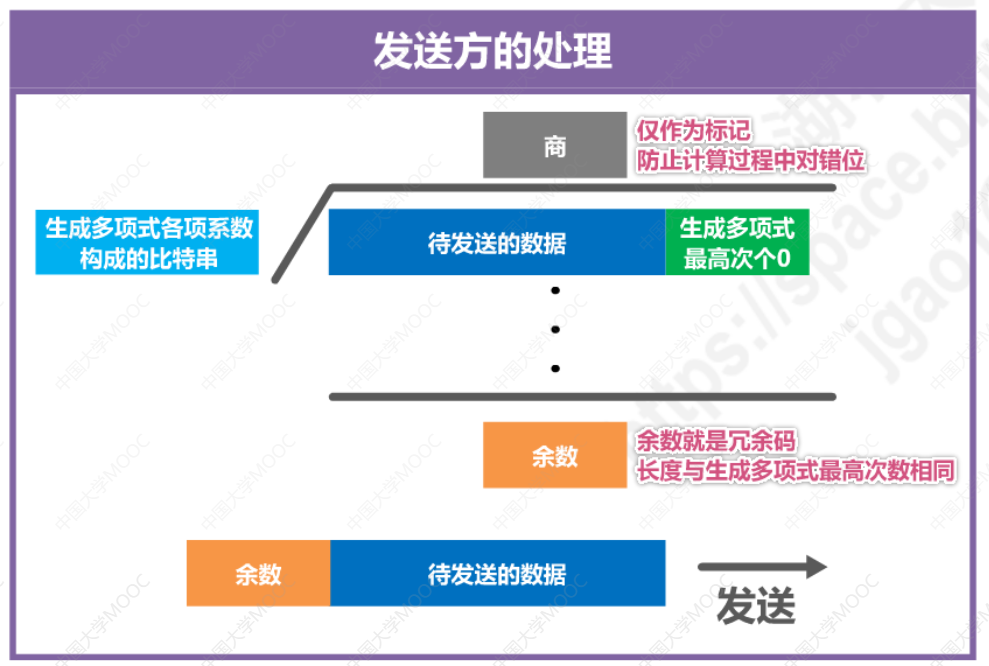 发送方的处理
商
仅作为标记
防止计算过程中对错位
生成多项式各项系数
构成的比特串
待发送的数据
生成多项式
最高次个0
余数
余数就是冗余码
长度与生成多项式最高次数相同
余数
待发送的数据
发送
中国大学MOOC
https://space.bili
jgao